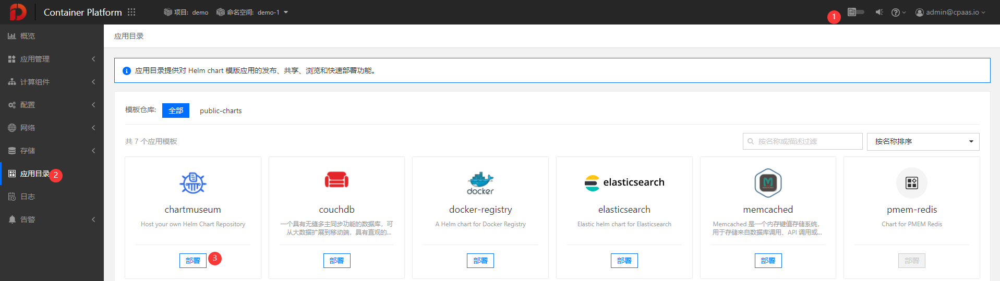 Container Platform
项目: demo
命名空间: demo-1
1
admin@cpaas.io
概览
应用管理
计算组件
配置
网络
存储
应用目录
2
日志
告警
应用目录
应用目录提供对 Helm chart 模版应用的发布、共享、浏览和快速部署功能。
模板仓库: 全部 public-charts
共 7 个应用模板
按名称或描述过滤
按名称排序
chartmuseum
Host your own Helm Chart Repository
部署
3
couchdb
一个具有无缝多主同步功能的数据库，可
从大数据扩展到移动端，具有直观的...
部署
docker
docker-registry
A Helm chart for Docker Registry
部署
elasticsearch
elasticsearch
Elastic helm chart for Elasticsearch
部署
M
memcached
Memcached 是一个内存键值存储系统，
用于存储来自数据库调用、API 调用或...
部署
pmem-redis
Chart for PMEM Redis
部署